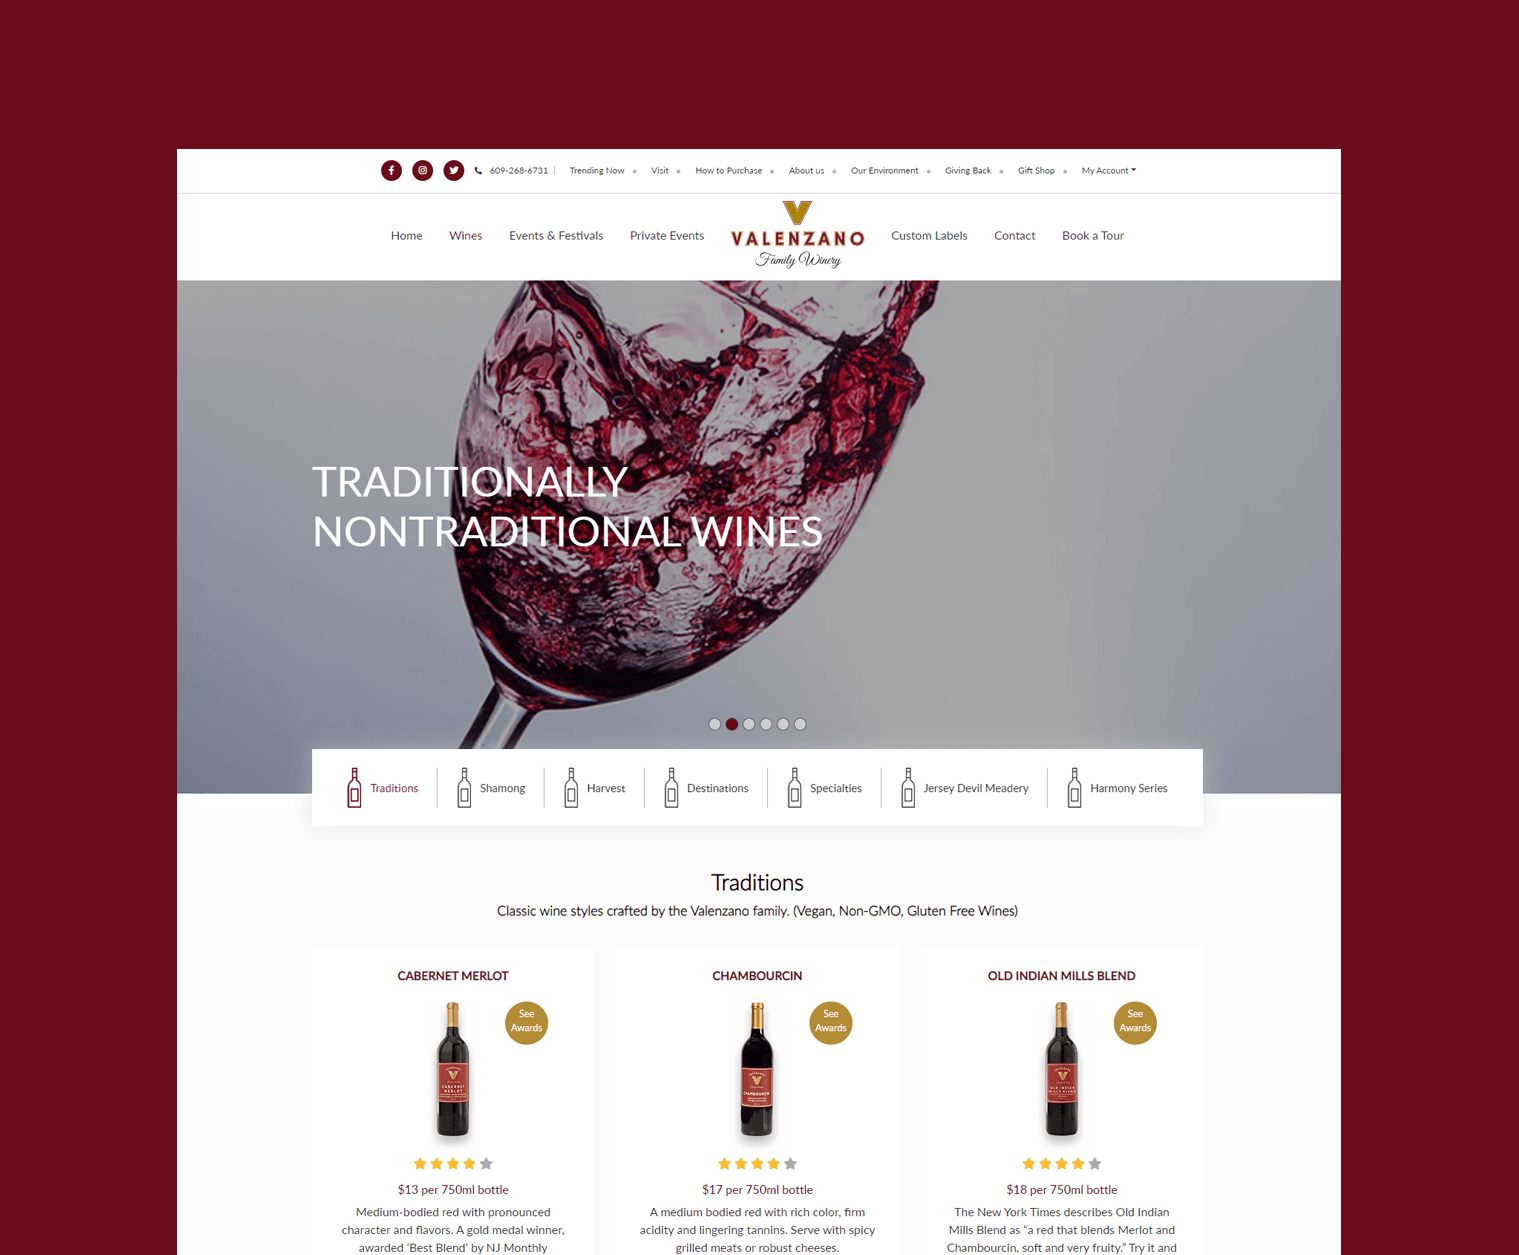 609-268-6731 Trending Now Visit How to Purchase About us Our Environment Giving Back Gift Shop My Account
Home Wines Events & Festivals Private Events VALENZANO Family Winery Custom Labels Contact Book a Tour
TRADITIONALLY
NONTRADITIONAL WINES
Traditions Shamong Harvest Destinations Specialties Jersey Devil Meadery Harmony Series
Traditions
Classic wine styles crafted by the Valenzano family. (Vegan, Non-GMO, Gluten Free Wines)
CABERNET MERLOT
See
Awards
CABERNET
MERLOT
$13 per 750ml bottle
Medium-bodied red with pronounced
character and flavors. A gold medal winner,
awarded ‘Best Blend’ by NJ Monthly
CHAMBOURCIN
See
Awards
CHAMBOURCIN
$17 per 750ml bottle
A medium bodied red with rich color, firm
acidity and lingering tannins. Serve with spicy
grilled meats or robust cheeses.
OLD INDIAN MILLS BLEND
See
Awards
OLD INDIAN
MILLS BLEND
$18 per 750ml bottle
The New York Times describes Old Indian
Mills Blend as “a red that blends Merlot and
Chambourcin, soft and very fruity.” Try it and